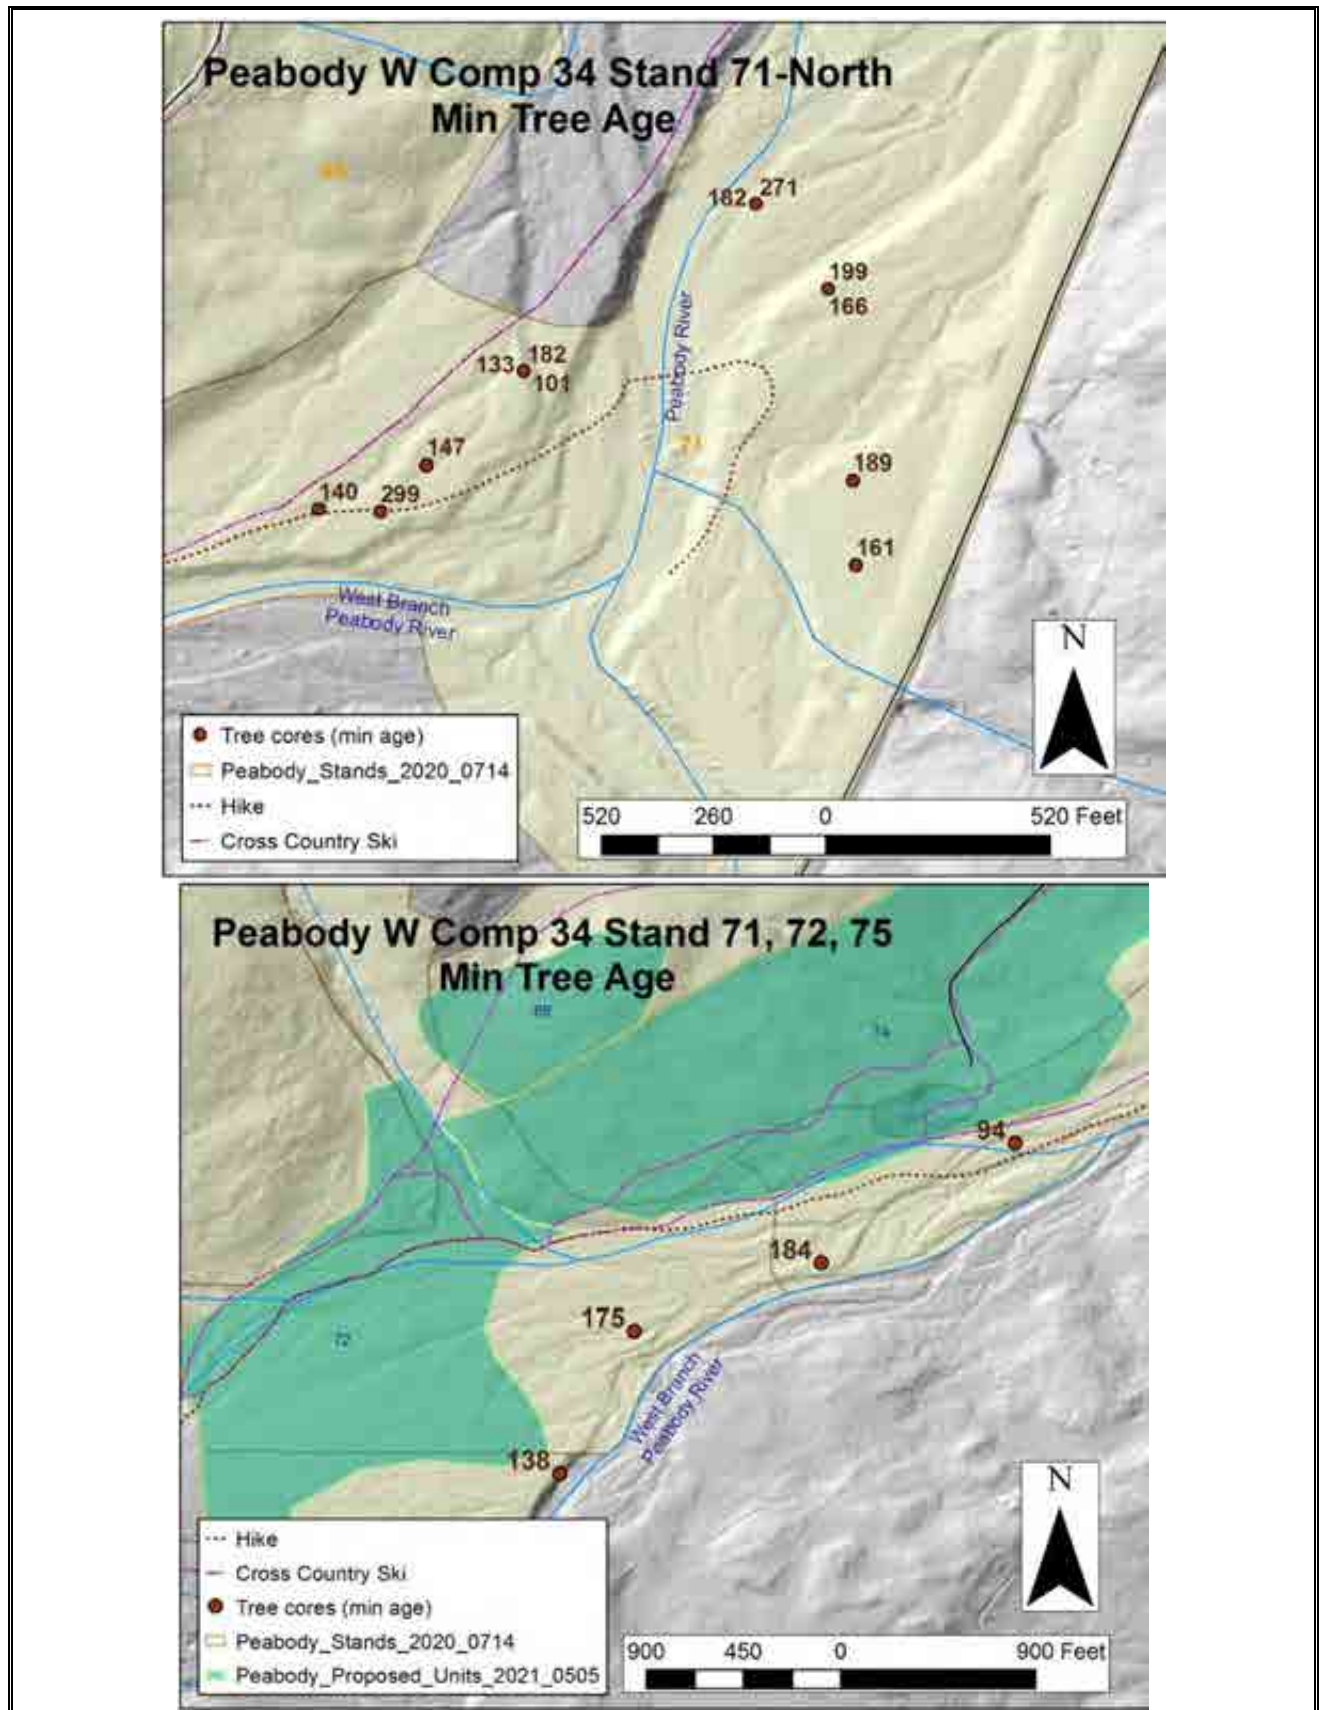 Peabody W Comp 34 Stand 71-North
Min Tree Age
182 271
199
166
133 182
101
Peabody River
147
71
189
140 299
161
West Branch
Peabody River
N
Tree cores (min age)
Peabody_Stands_2020_0714
Hike
Cross Country Ski
520 260 0 520 Feet
Peabody W Comp 34 Stand 71, 72, 75
Min Tree Age
94
184
175
72
West Branch
Peabody River
138
N
Hike
Cross Country Ski
Tree cores (min age)
Peabody_Stands_2020_0714
Peabody_Proposed_Units_2021_0505
900 450 0 900 Feet